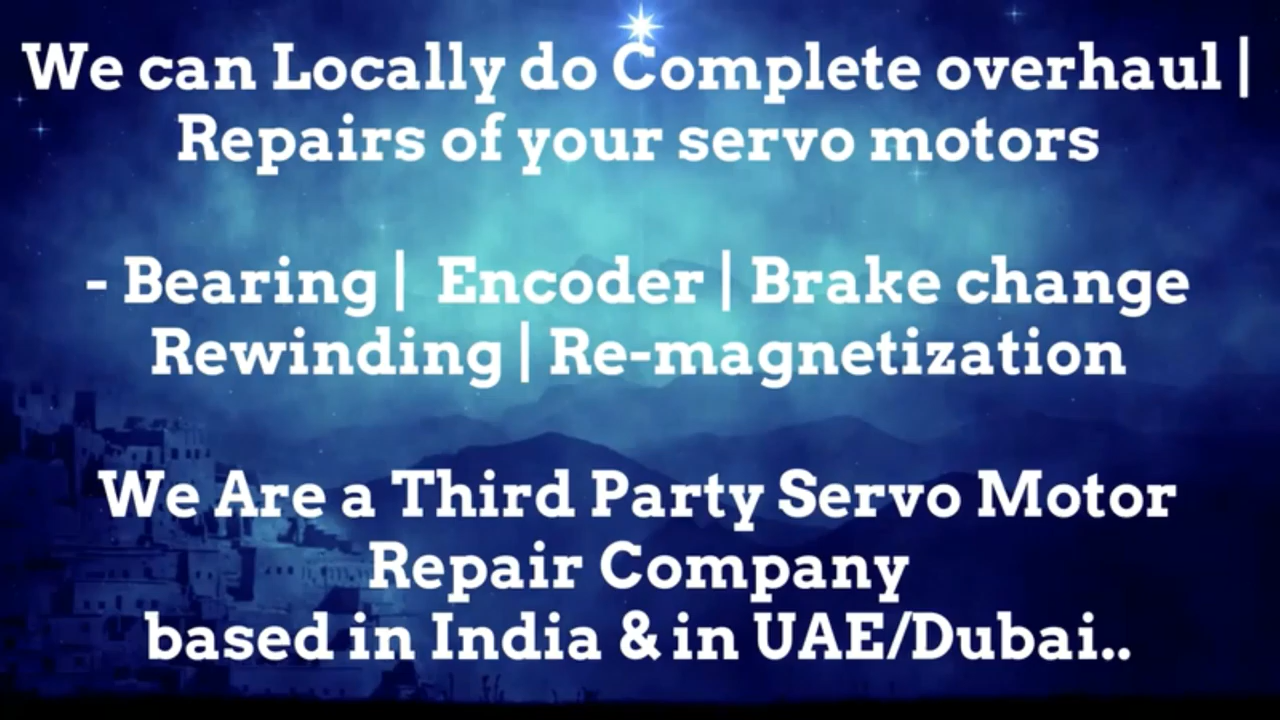 We can Locally do Complete overhaul |
Repairs of your servo motors
- Bearing | Encoder | Brake change
Rewinding | Re-magnetization
We Are a Third Party Servo Motor
Repair Company
based in India & in UAE/Dubai..